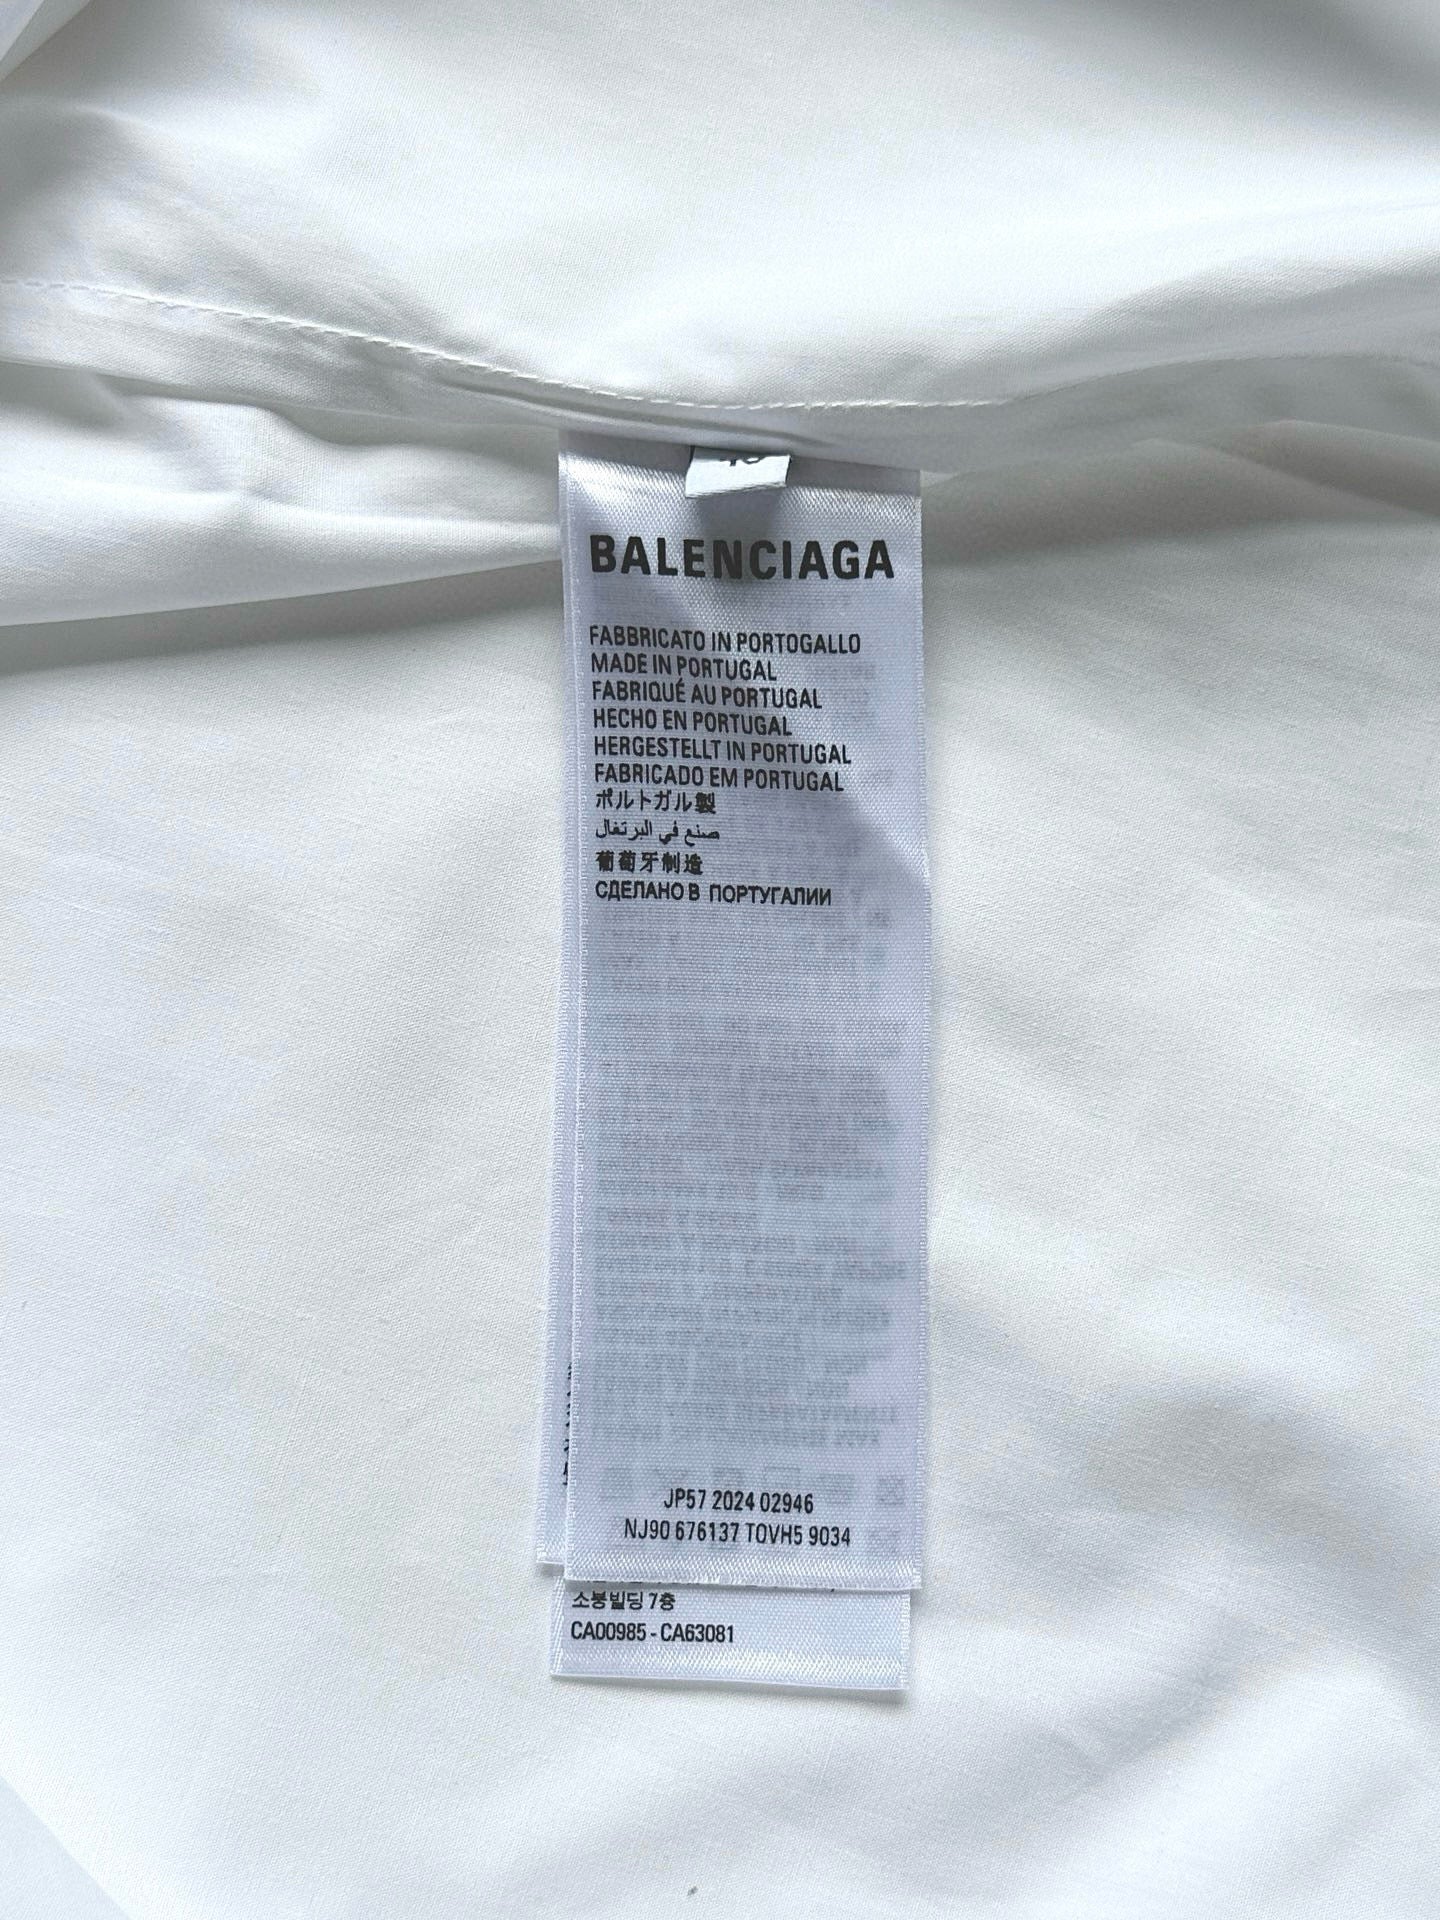 BALENCIAGA
FABBRICATO IN PORTOGALLO
MADE IN PORTUGAL
FABRIQUÉ AU PORTUGAL
HECHO EN PORTUGAL
HERGESTELLT IN PORTUGAL
FABRICADO EM PORTUGAL
ポルトガル製
صنع في البرتغال
葡萄牙制造
СДЕЛАНО В ПОРТУГАЛИИ
JP57 2024 02946
NJ90 676137 TOVH5 9034
소봉빌딩 7층
CA00985 - CA63081